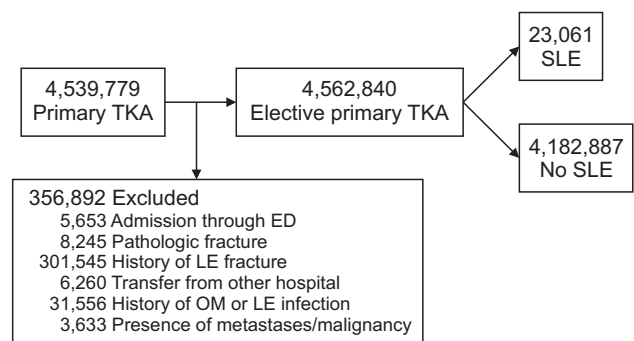 4,539,779
Primary TKA
4,562,840
Elective primary TKA
23,061
SLE
4,182,887
No SLE
356,892 Excluded
5,653 Admission through ED
8,245 Pathologic fracture
301,545 History of LE fracture
6,260 Transfer from other hospital
31,556 History of OM or LE infection
3,633 Presence of metastases/malignancy